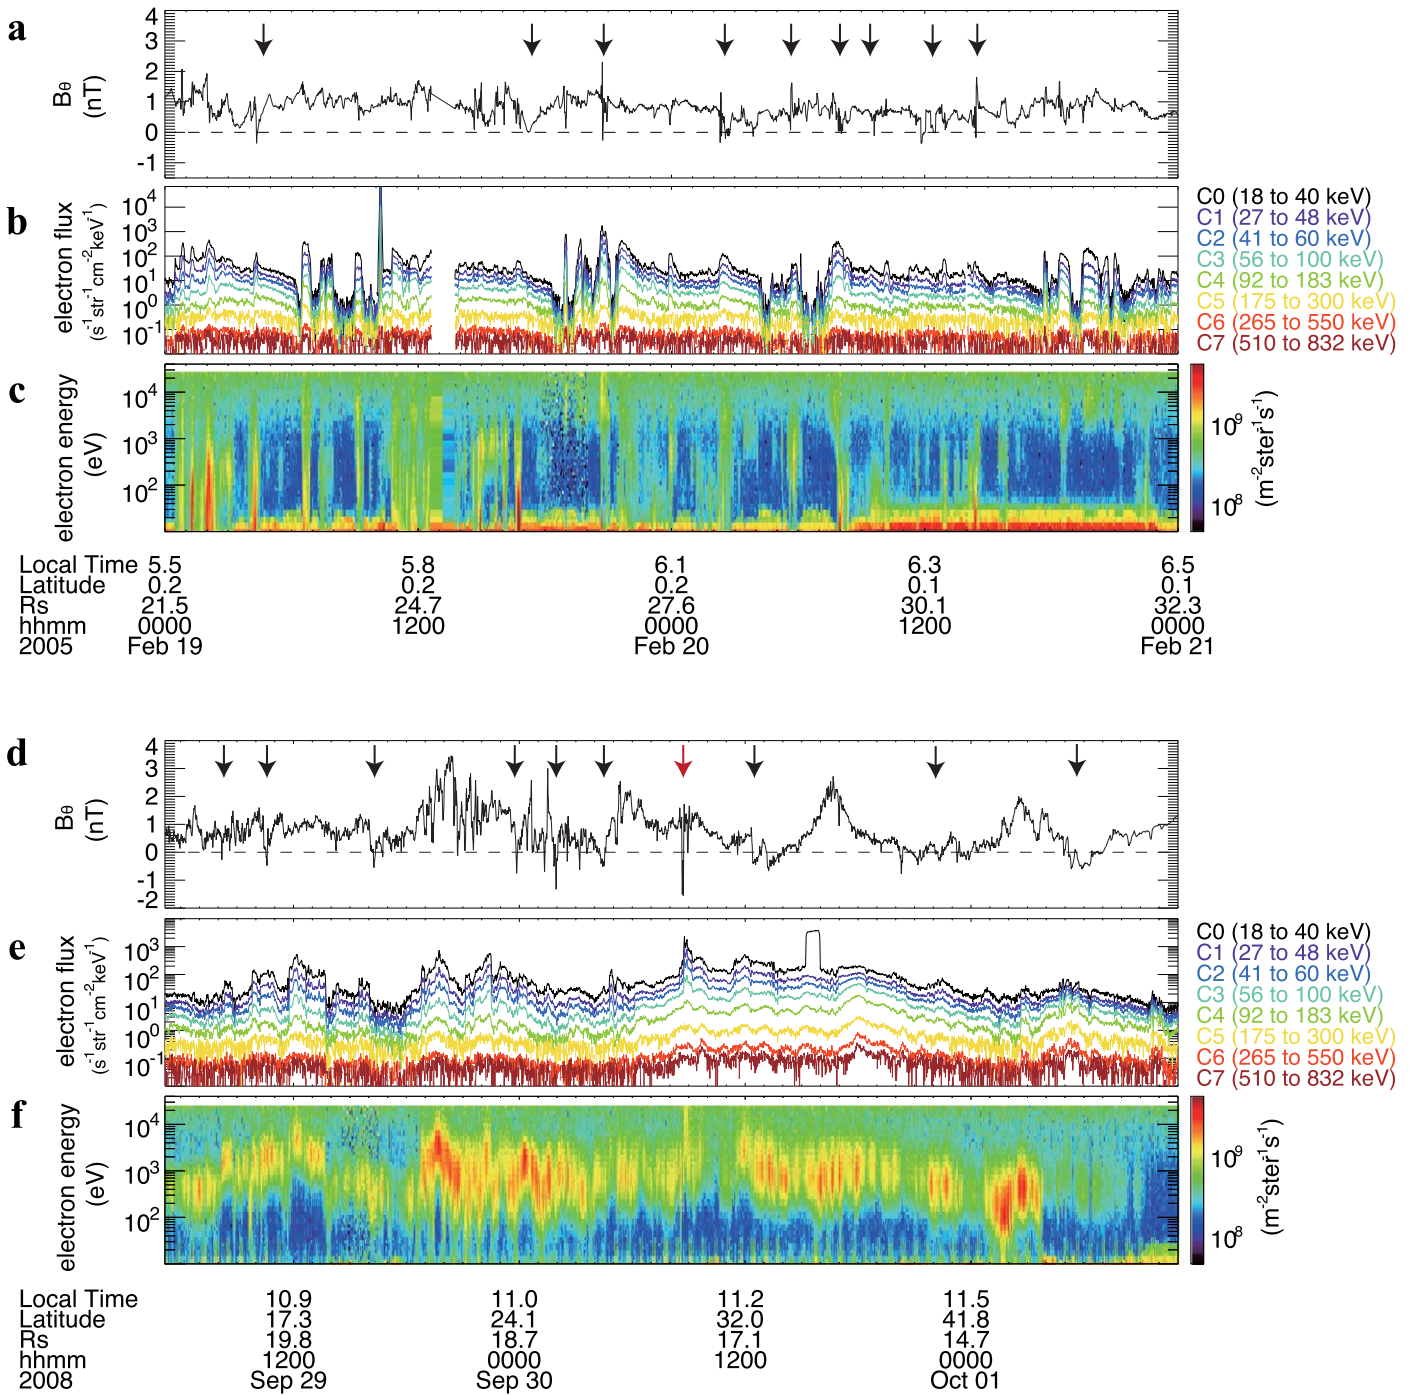 a
4
3
2
1
0
-1
Bθ
(nT)
b
10^4
10^3
10^2
10^1
10^0
10^-1
electron flux
(s^-1 str^-1 cm^-2 keV^-1)
C0 (18 to 40 keV)
C1 (27 to 48 keV)
C2 (41 to 60 keV)
C3 (56 to 100 keV)
C4 (92 to 183 keV)
C5 (175 to 300 keV)
C6 (265 to 550 keV)
C7 (510 to 832 keV)
c
10^4
10^3
10^2
electron energy
(eV)
10^9
10^8
(m^-2 ster^-1 s^-1)
Local Time 5.5 5.8 6.1 6.3 6.5
Latitude 0.2 0.2 0.2 0.1 0.1
Rs 21.5 24.7 27.6 30.1 32.3
hhmm 0000 1200 0000 1200 0000
2005 Feb 19 Feb 20 Feb 21
d
4
3
2
1
0
-1
-2
Bθ
(nT)
e
10^3
10^2
10^1
10^0
10^-1
electron flux
(s^-1 str^-1 cm^-2 keV^-1)
C0 (18 to 40 keV)
C1 (27 to 48 keV)
C2 (41 to 60 keV)
C3 (56 to 100 keV)
C4 (92 to 183 keV)
C5 (175 to 300 keV)
C6 (265 to 550 keV)
C7 (510 to 832 keV)
f
10^4
10^3
10^2
electron energy
(eV)
10^9
10^8
(m^-2 ster^-1 s^-1)
Local Time 10.9 11.0 11.2 11.5
Latitude 17.3 24.1 32.0 41.8
Rs 19.8 18.7 17.1 14.7
hhmm 1200 0000 1200 0000
2008 Sep 29 Sep 30 Oct 01